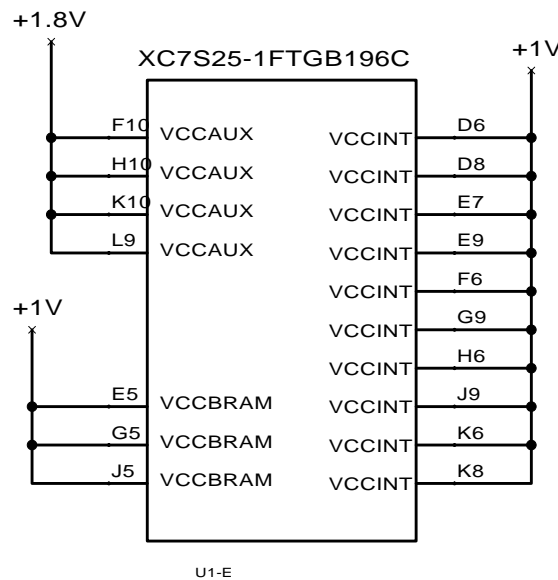 +1.8V
+1V
XC7S25-1FTGB196C
F10 VCCAUX VCCINT D6
H10 VCCAUX VCCINT D8
K10 VCCAUX VCCINT E7
L9 VCCAUX VCCINT E9
VCCINT F6
+1V
VCCINT G9
VCCINT H6
E5 VCCBRAM VCCINT J9
G5 VCCBRAM VCCINT K6
J5 VCCBRAM VCCINT K8
U1-E